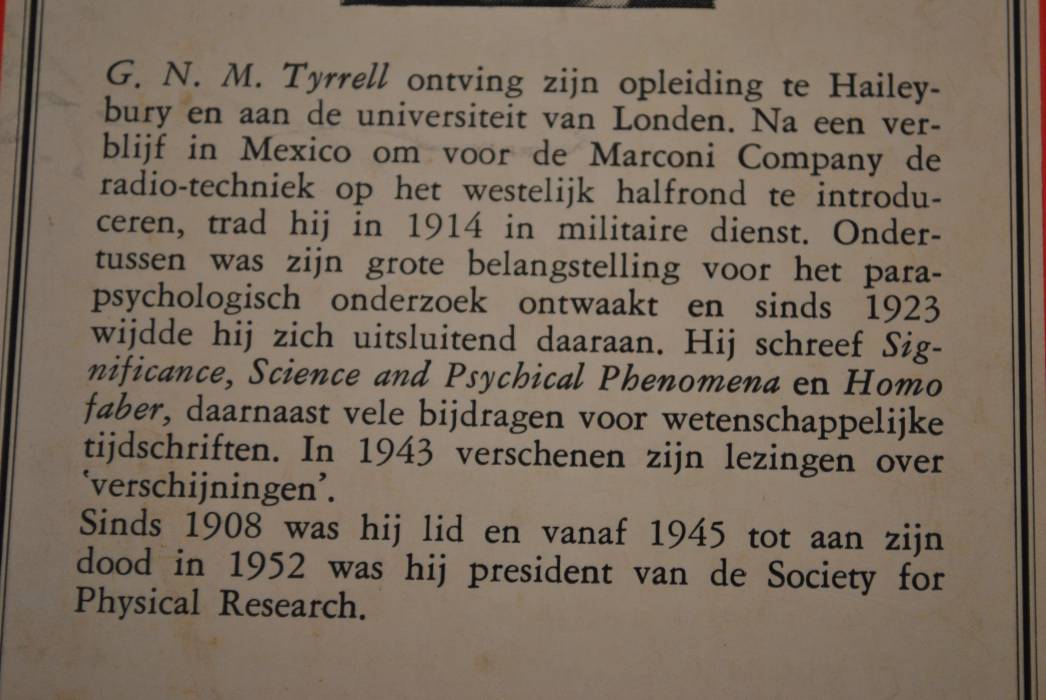 G. N. M. Tyrrell ontving zijn opleiding te Hailey-
bury en aan de universiteit van Londen. Na een ver-
blijf in Mexico om voor de Marconi Company de
radio-techniek op het westelijk halfrond te introdu-
ceren, trad hij in 1914 in militaire dienst. Onder-
tussen was zijn grote belangstelling voor het para-
psychologisch onderzoek ontwaakt en sinds 1923
wijdde hij zich uitsluitend daaraan. Hij schreef Sig-
nificance, Science and Psychical Phenomena en Homo
faber, daarnaast vele bijdragen voor wetenschappelijke
tijdschriften. In 1943 verschenen zijn lezingen over
‘verschijningen’.
Sinds 1908 was hij lid en vanaf 1945 tot aan zijn
dood in 1952 was hij president van de Society for
Physical Research.